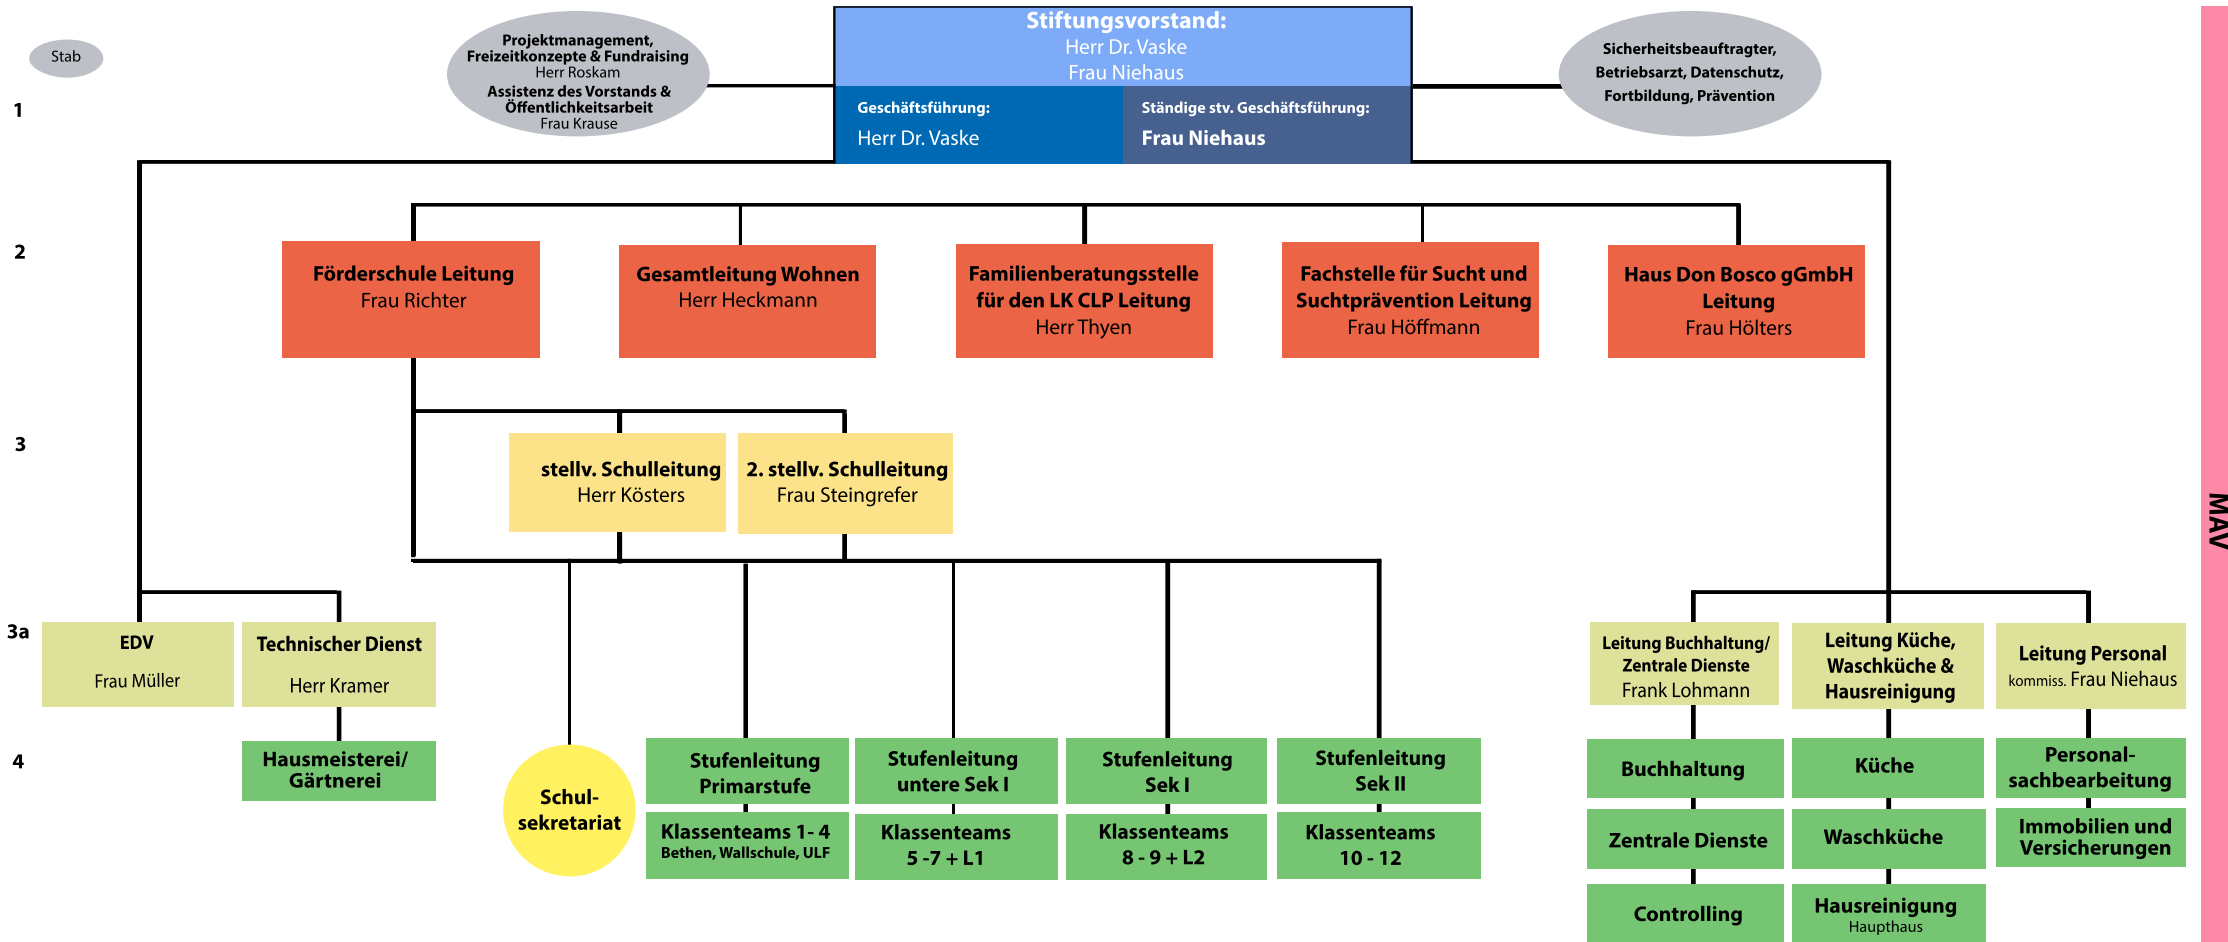 Stab
Projektmanagement,
Freizeitkonzepte & Fundraising
Herr Roskam
Assistenz des Vorstands &
Öffentlichkeitsarbeit
Frau Krause
Stiftungsvorstand:
Herr Dr. Vaske
Frau Niehaus
Geschäftsführung:
Herr Dr. Vaske
Ständige stv. Geschäftsführung:
Frau Niehaus
Sicherheitsbeauftragter,
Betriebsarzt, Datenschutz,
Fortbildung, Prävention
1
2
Förderschule Leitung
Frau Richter
Gesamtleitung Wohnen
Herr Heckmann
Familienberatungsstelle
für den LK CLP Leitung
Herr Thyen
Fachstelle für Sucht und
Suchtprävention Leitung
Frau Höffmann
Haus Don Bosco gGmbH
Leitung
Frau Hölters
3
stellv. Schulleitung
Herr Kösters
2. stellv. Schulleitung
Frau Steingrefer
MAV
3a
EDV
Frau Müller
Technischer Dienst
Herr Kramer
Leitung Buchhaltung/
Zentrale Dienste
Frank Lohmann
Leitung Küche,
Waschküche &
Hausreinigung
Leitung Personal
kommiss. Frau Niehaus
4
Hausmeisterei/
Gärtnerei
Schul-
sekretariat
Stufenleitung
Primarstufe
Klassenteams 1- 4
Bethen, Wallschule, ULF
Stufenleitung
untere Sek I
Klassenteams
5 -7 + L1
Stufenleitung
Sek I
Klassenteams
8 - 9 + L2
Stufenleitung
Sek II
Klassenteams
10 - 12
Buchhaltung
Zentrale Dienste
Controlling
Küche
Waschküche
Hausreinigung
Haupthaus
Personal-
sachbearbeitung
Immobilien und
Versicherungen